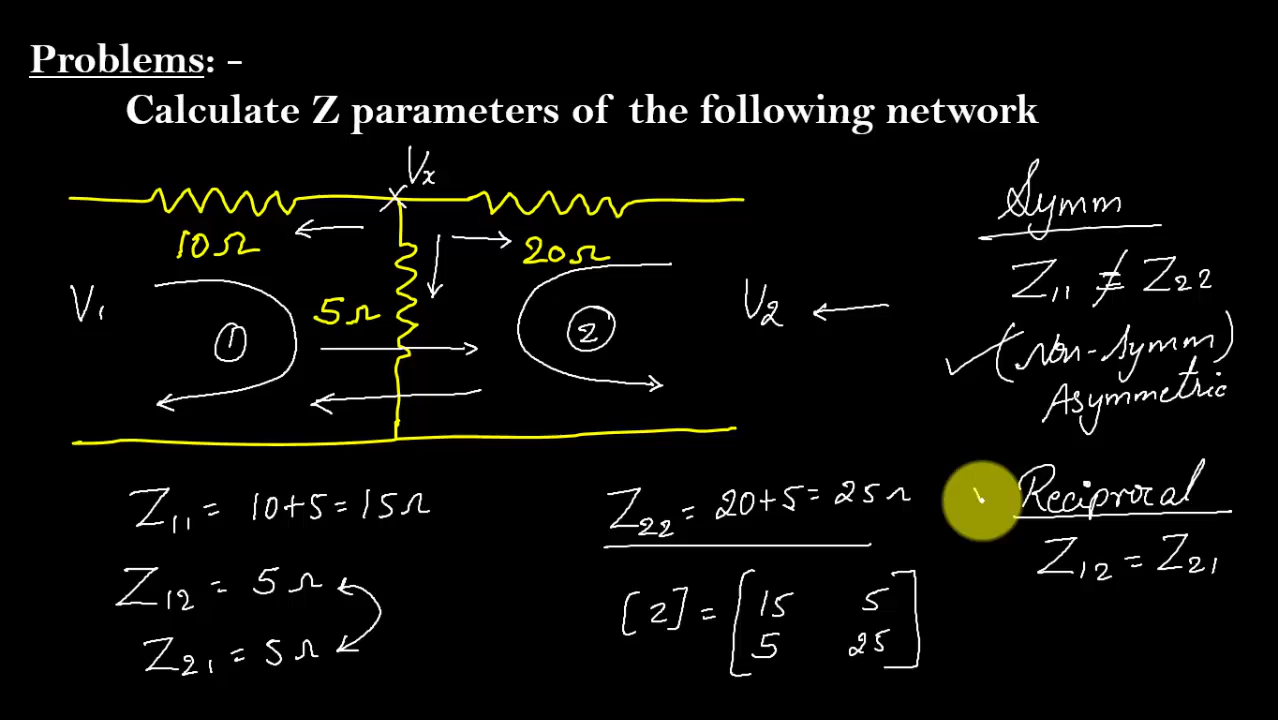 Problems: -
Calculate Z parameters of the following network
Vx
10Ω
20Ω
5Ω
V1
1
2
V2
Z11 = 10+5 = 15Ω
Z12 = 5Ω
Z21 = 5Ω
Z22 = 20+5 = 25Ω
[Z] = [15 5
5 25]
Symm
Z11 ≠ Z22
✓ (Non-Symm)
Asymmetric
Reciprocal
Z12 = Z21